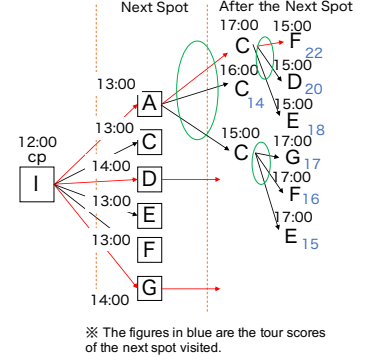 Next Spot
After the Next Spot
17:00
15:00
C
F
22
13:00
16:00
15:00
A
C
14
D
20
13:00
15:00
12:00
cp
C
E
18
I
14:00
15:00
17:00
D
C
G
17
13:00
17:00
E
F
16
13:00
17:00
F
E
15
14:00
G
※ The figures in blue are the tour scores
of the next spot visited.